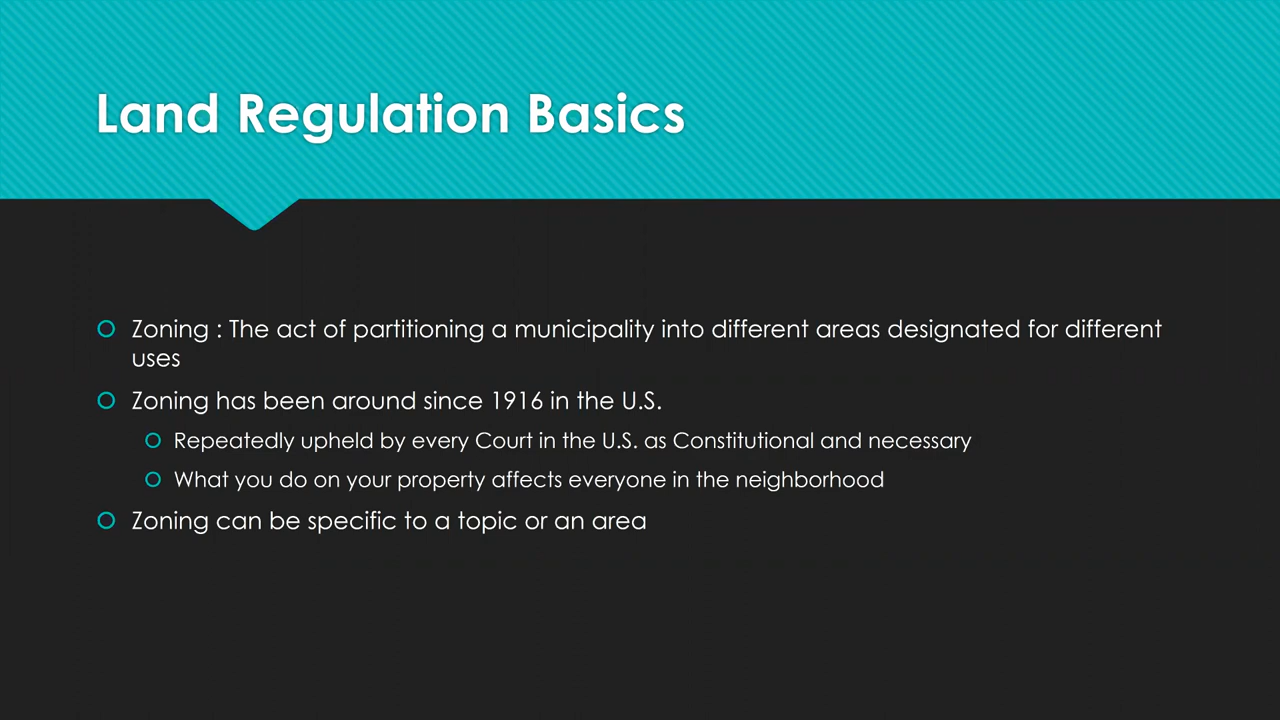 Land Regulation Basics
Zoning : The act of partitioning a municipality into different areas designated for different
uses
Zoning has been around since 1916 in the U.S.
Repeatedly upheld by every Court in the U.S. as Constitutional and necessary
What you do on your property affects everyone in the neighborhood
Zoning can be specific to a topic or an area